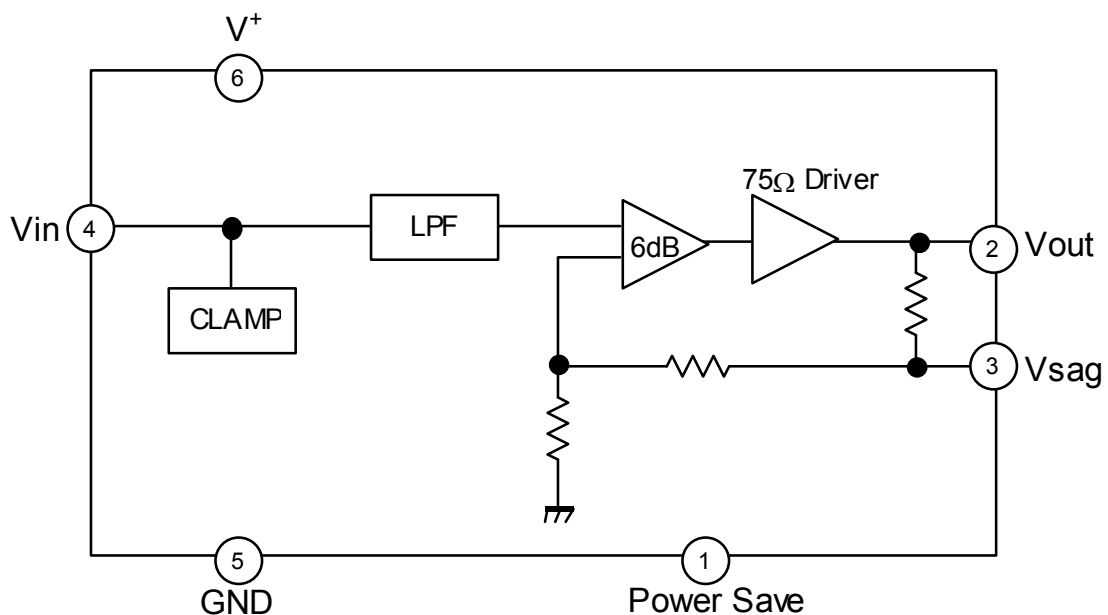 V⁺
6
75Ω Driver
Vin
4
LPF
6dB
2
Vout
CLAMP
3
Vsag
5
GND
1
Power Save